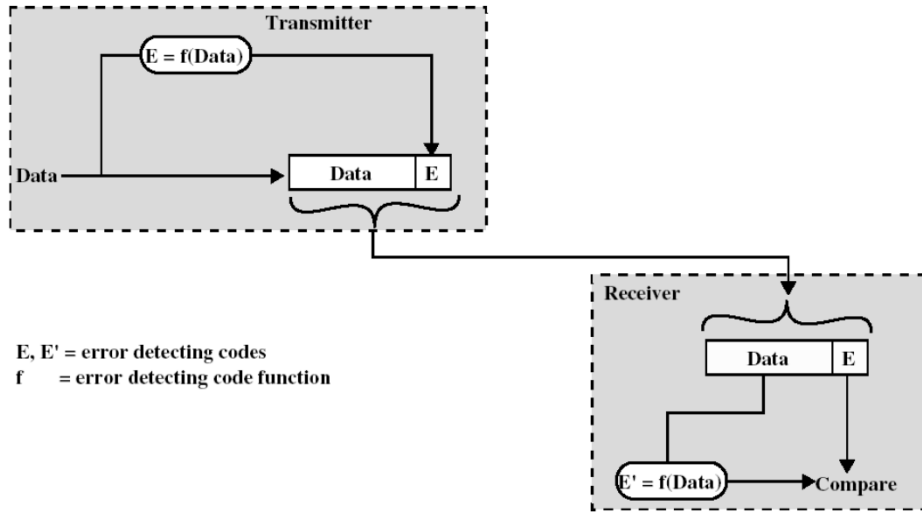 Transmitter
E = f(Data)
Data
Data
E
Receiver
E, E' = error detecting codes
f = error detecting code function
Data
E
E' = f(Data)
Compare